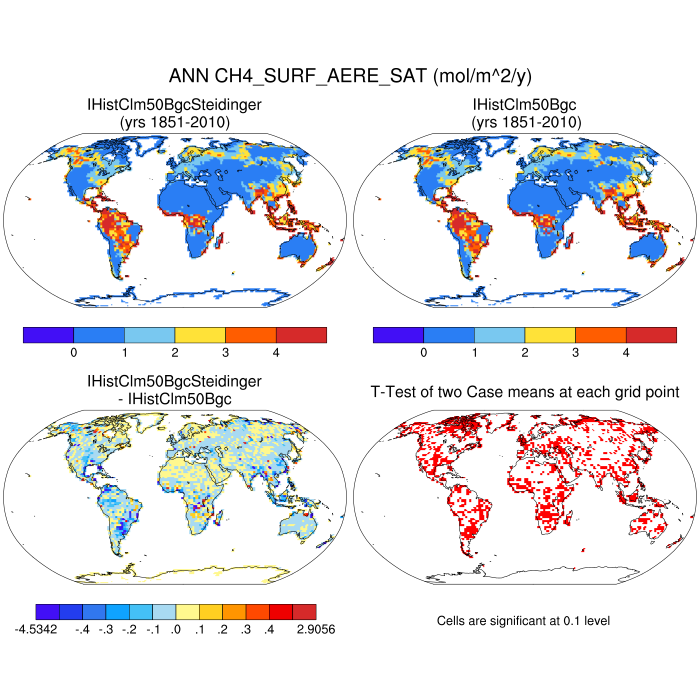 ANN CH4_SURF_AERE_SAT (mol/m^2/y)
IHistClm50BgcSteidinger
(yrs 1851-2010)
IHistClm50Bgc
(yrs 1851-2010)
0 1 2 3 4
0 1 2 3 4
IHistClm50BgcSteidinger
- IHistClm50Bgc
T-Test of two Case means at each grid point
-4.5342 -.4 -.3 -.2 -.1 .0 .1 .2 .3 .4 2.9056
Cells are significant at 0.1 level